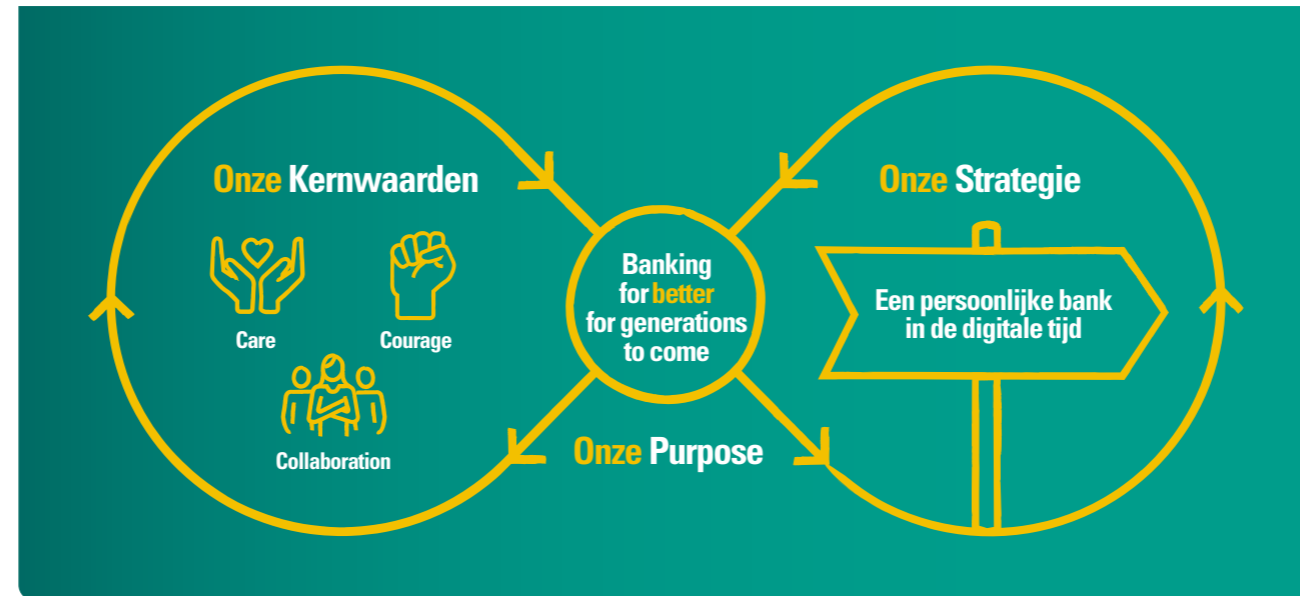 Onze Kernwaarden
Care
Courage
Collaboration
Banking
for better
for generations
to come
Onze Purpose
Onze Strategie
Een persoonlijke bank
in de digitale tijd